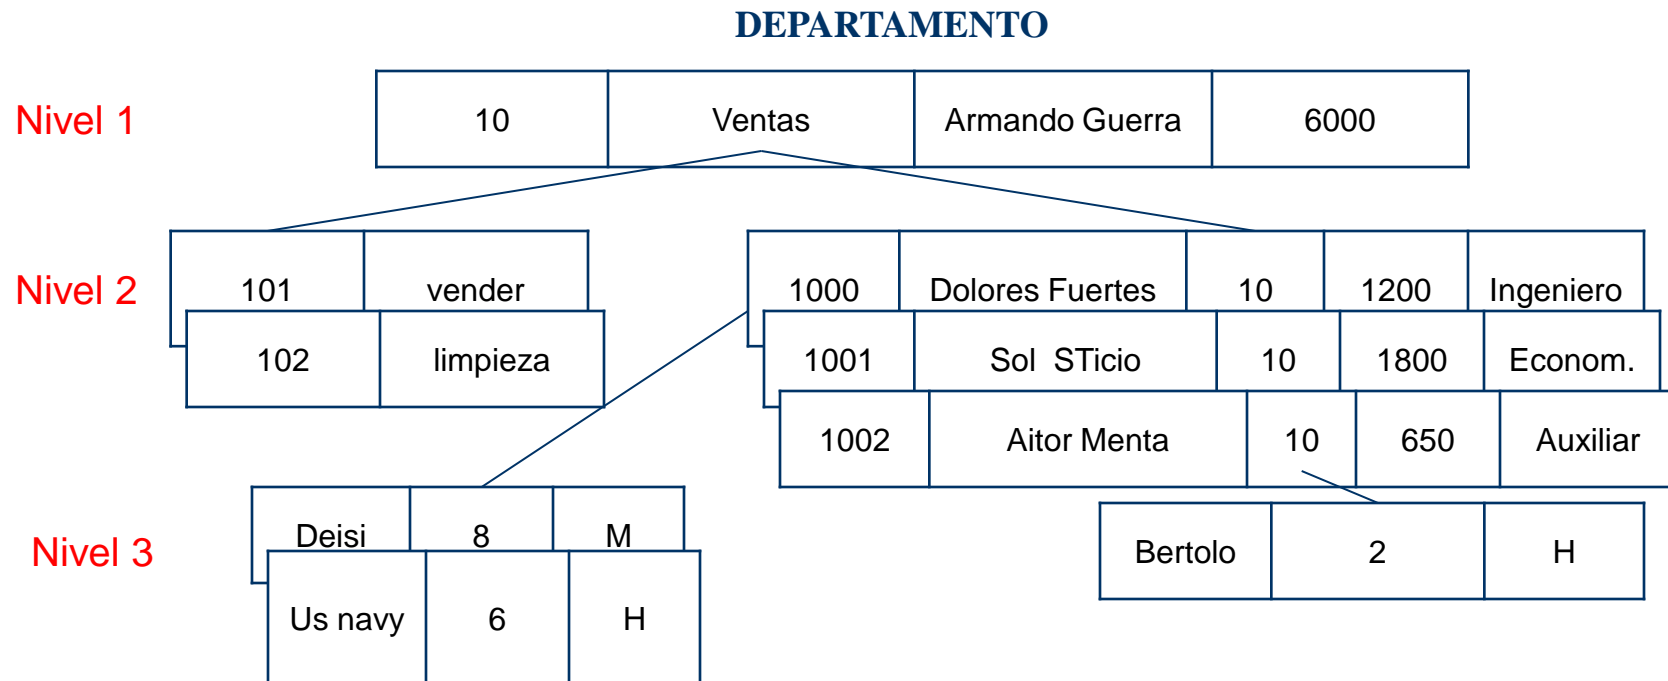 DEPARTAMENTO
Nivel 1
10 Ventas Armando Guerra 6000
Nivel 2
101 vender
102 limpieza
1000 Dolores Fuertes 10 1200 Ingeniero
1001 Sol STicio 10 1800 Econom.
1002 Aitor Menta 10 650 Auxiliar
Nivel 3
Deisi 8 M
Us navy 6 H
Bertolo 2 H